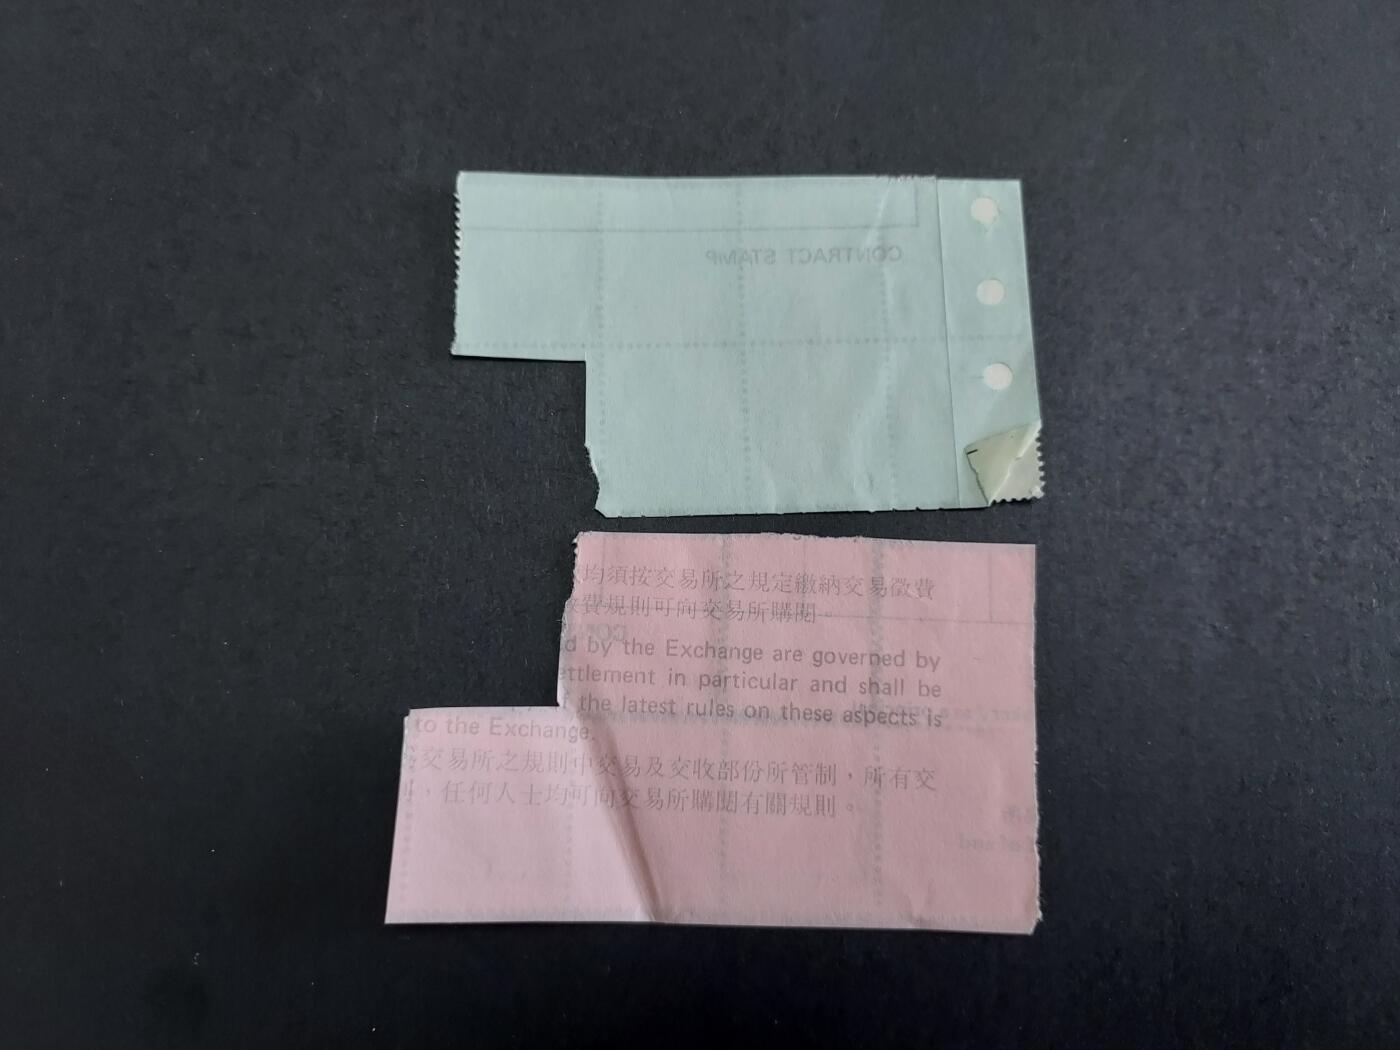 CONTRACT STAMP
均須按交易所之規定繳納交易徵費
費規則可向交易所購閱。
CON
d by the Exchange are governed by
ettlement in particular and shall be
f the latest rules on these aspects is
to the Exchange.
交易所之規則中交易及交收部份所管制，所有交
，任何人士均可向交易所購閱有關規則。